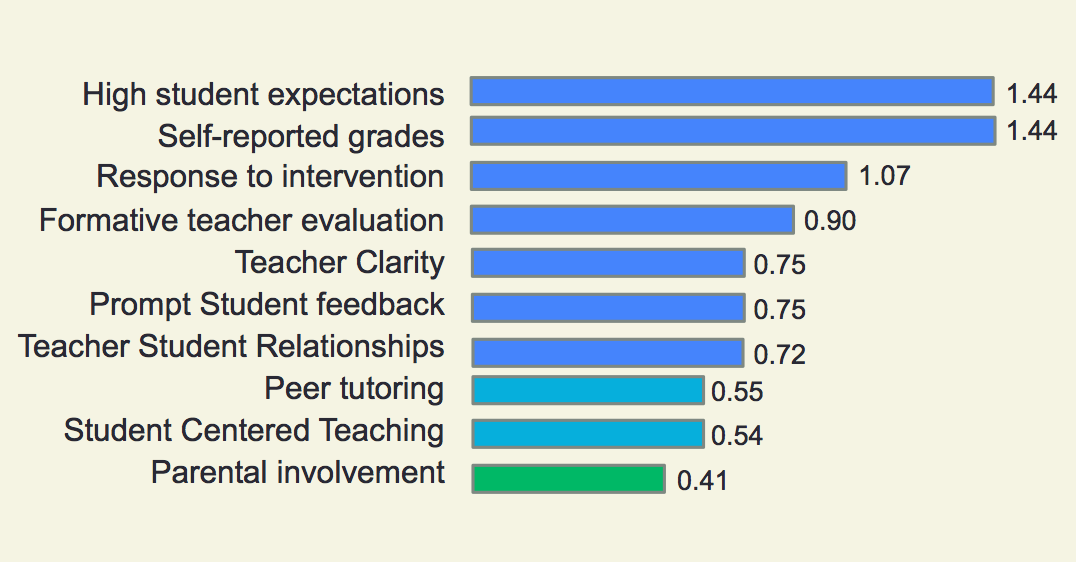 High student expectations 1.44
Self-reported grades 1.44
Response to intervention 1.07
Formative teacher evaluation 0.90
Teacher Clarity 0.75
Prompt Student feedback 0.75
Teacher Student Relationships 0.72
Peer tutoring 0.55
Student Centered Teaching 0.54
Parental involvement 0.41